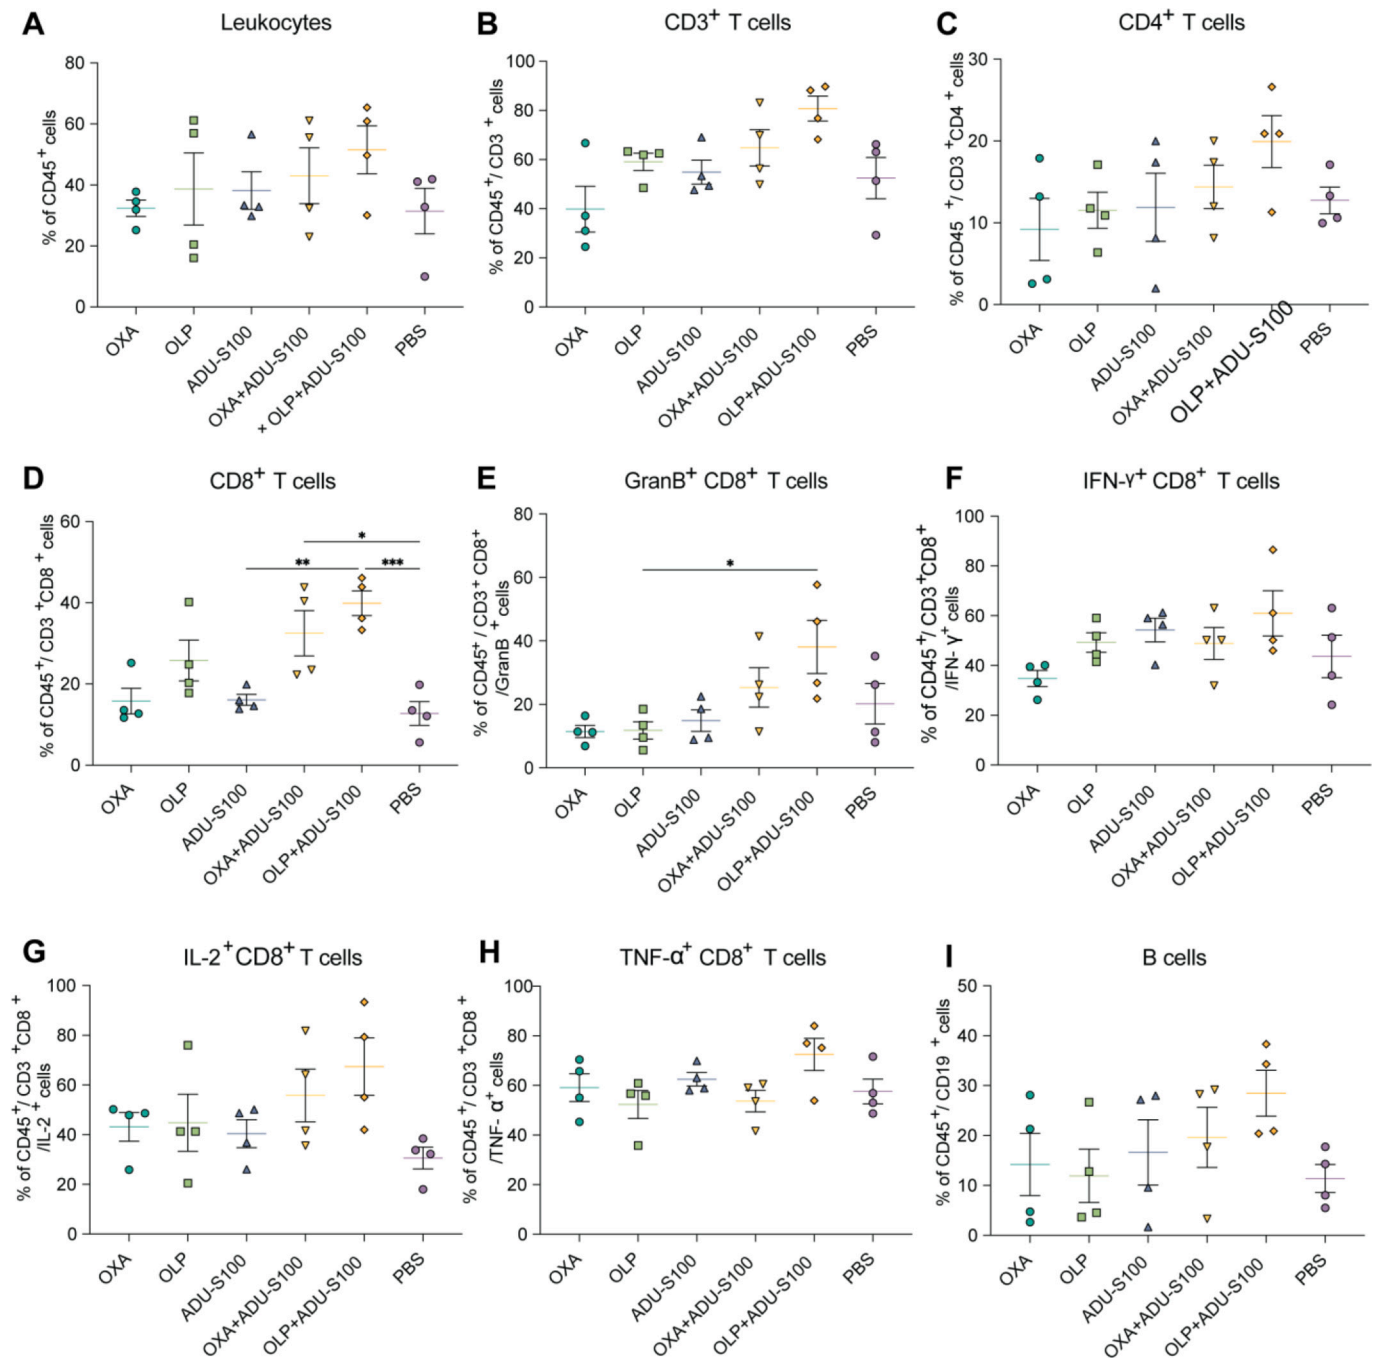 A
Leukocytes
% of CD45+ cells
80
60
40
20
0
OXA
OLP
ADU-S100
OXA+ADU-S100
+ OLP+ADU-S100
PBS
B
CD3+ T cells
% of CD45+/ CD3 + cells
100
80
60
40
20
0
OXA
OLP
ADU-S100
OXA+ADU-S100
OLP+ADU-S100
PBS
C
CD4+ T cells
% of CD45 +/ CD3 +CD4 + cells
30
20
10
0
OXA
OLP
ADU-S100
OXA+ADU-S100
OLP+ADU-S100
PBS
D
CD8+ T cells
% of CD45+/ CD3 +CD8 + cells
60
40
20
0
*
**
***
OXA
OLP
ADU-S100
OXA+ADU-S100
OLP+ADU-S100
PBS
E
GranB+ CD8+ T cells
% of CD45+ / CD3+ CD8+
/GranB + cells
80
60
40
20
0
*
OXA
OLP
ADU-S100
OXA+ADU-S100
OLP+ADU-S100
PBS
F
IFN-γ+ CD8+ T cells
% of CD45+/ CD3+CD8+
/IFN- γ+ cells
100
80
60
40
20
0
OXA
OLP
ADU-S100
OXA+ADU-S100
OLP+ADU-S100
PBS
G
IL-2+CD8+ T cells
% of CD45+/ CD3 +CD8 +
/IL-2 + cells
100
80
60
40
20
0
OXA
OLP
ADU-S100
OXA+ADU-S100
OLP+ADU-S100
PBS
H
TNF-α+ CD8+ T cells
% of CD45+/ CD3 +CD8 +
/TNF- α+ cells
100
80
60
40
20
0
OXA
OLP
ADU-S100
OXA+ADU-S100
OLP+ADU-S100
PBS
I
B cells
% of CD45+/ CD19 + cells
50
40
30
20
10
0
OXA
OLP
ADU-S100
OXA+ADU-S100
OLP+ADU-S100
PBS